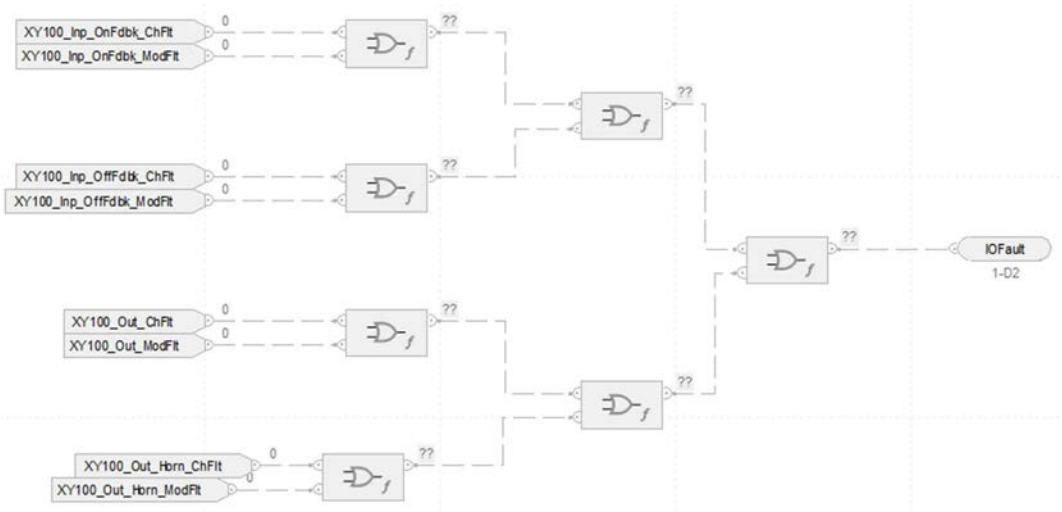 XY100_Inp_OnFdbk_ChFlt
0
??
XY100_Inp_OnFdbk_ModFlt
0
f
??
f
XY100_Inp_OffFdbk_ChFlt
0
??
XY100_Inp_OffFdbk_ModFlt
0
f
??
IOFault
f
1-D2
XY100_Out_ChFlt
0
??
XY100_Out_ModFlt
0
f
??
f
XY100_Out_Horn_ChFlt
0
??
XY100_Out_Horn_ModFlt
0
f